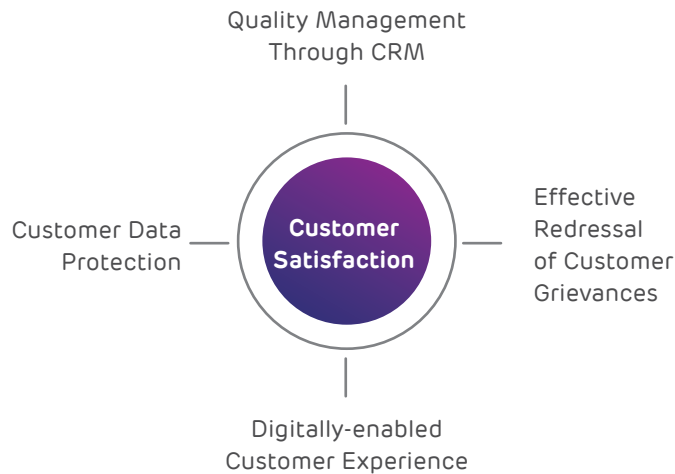 Quality Management
Through CRM
Customer Data
Protection
Customer
Satisfaction
Effective
Redressal
of Customer
Grievances
Digitally-enabled
Customer Experience